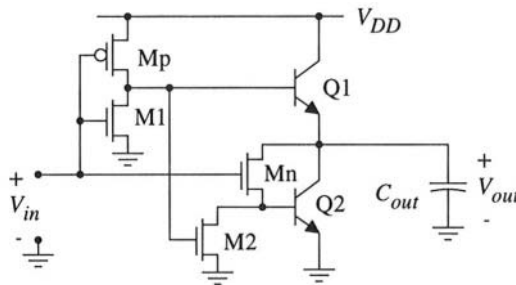 V_DD
Mp
Q1
M1
Mn
+
V_in
-
M2
Q2
C_out
+
V_out
-